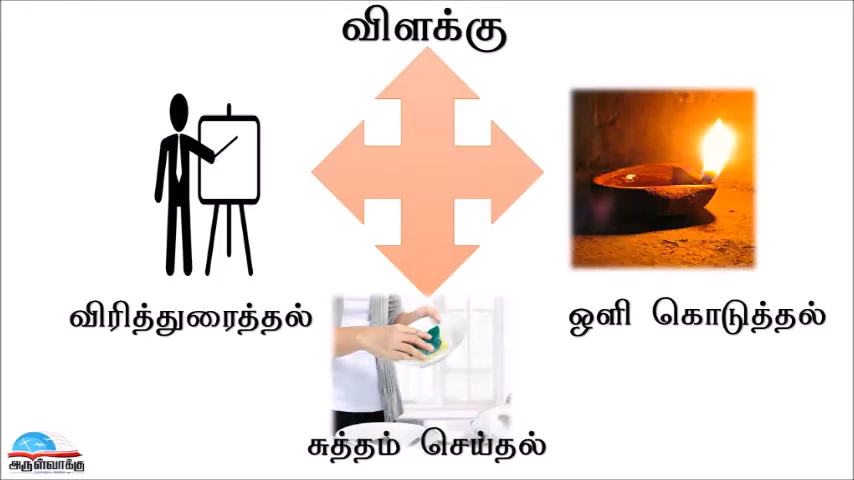 விளக்கு
விரித்துரைத்தல்
ஒளி கொடுத்தல்
சுத்தம் செய்தல்
அருள்வாக்கு